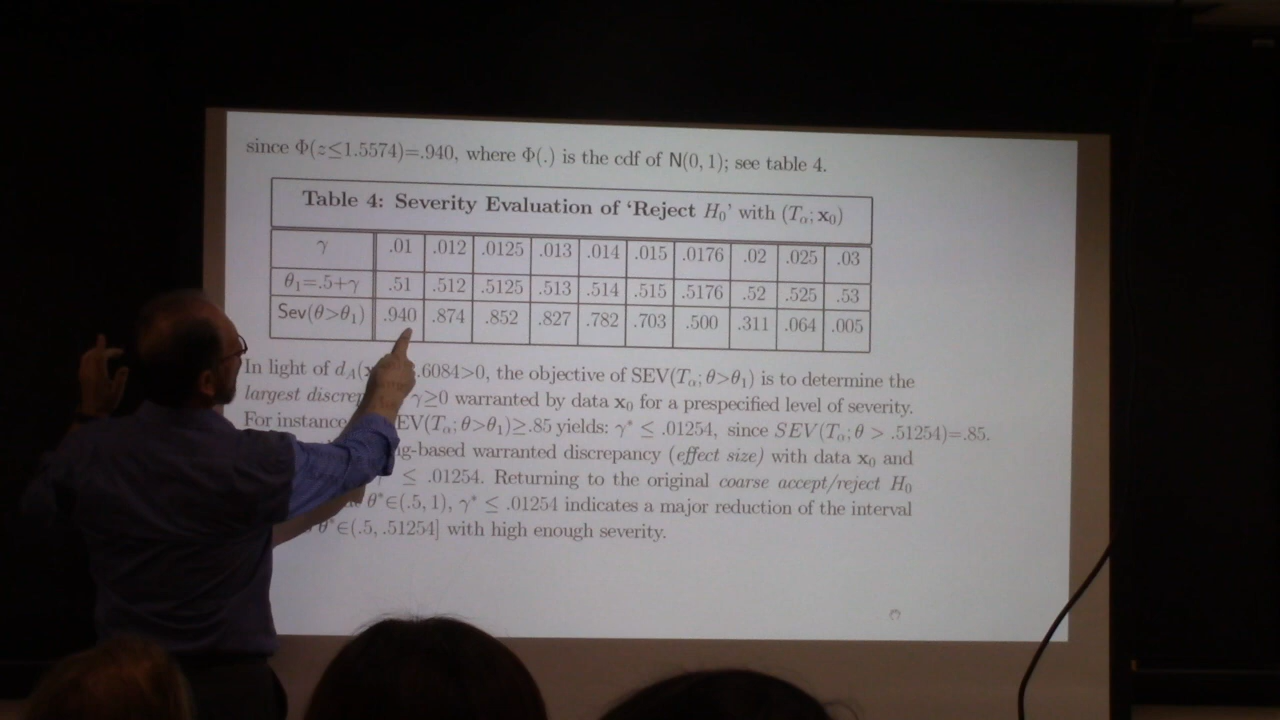 since Φ(z≤1.5574)=.940, where Φ(.) is the cdf of N(0, 1); see table 4.
Table 4: Severity Evaluation of ‘Reject H₀’ with (Tα; x₀)
γ .01 .012 .0125 .013 .014 .015 .0176 .02 .025 .03
θ₁=.5+γ .51 .512 .5125 .513 .514 .515 .5176 .52 .525 .53
Sev(θ>θ₁) .940 .874 .852 .827 .782 .703 .500 .311 .064 .005
In light of d_A( .6084>0, the objective of SEV(Tα; θ>θ₁) is to determine the
largest γ≥0 warranted by data x₀ for a prespecified level of severity.
For instance EV(Tα; θ>θ₁)≥.85 yields: γ* ≤ .01254, since SEV(Tα; θ > .51254)=.85.
g-based warranted discrepancy (effect size) with data x₀ and
≤ .01254. Returning to the original coarse accept/reject H₀
θ*∈(.5, 1), γ* ≤ .01254 indicates a major reduction of the interval
θ*∈(.5, .51254] with high enough severity.